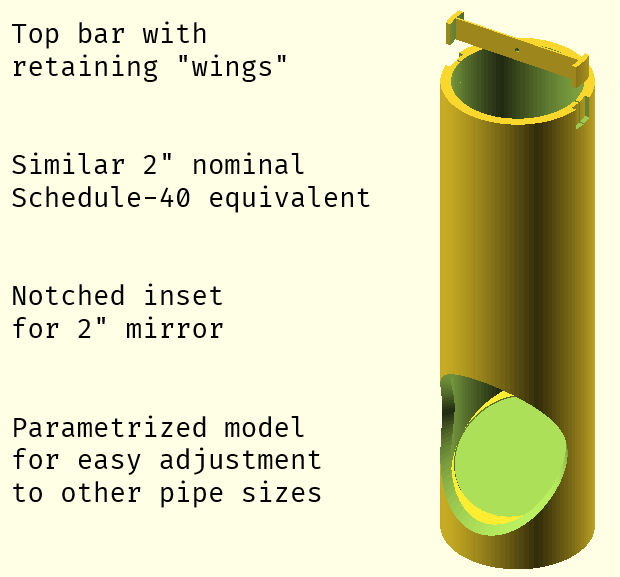 Top bar with
retaining "wings"
Similar 2" nominal
Schedule-40 equivalent
Notched inset
for 2" mirror
Parametrized model
for easy adjustment
to other pipe sizes